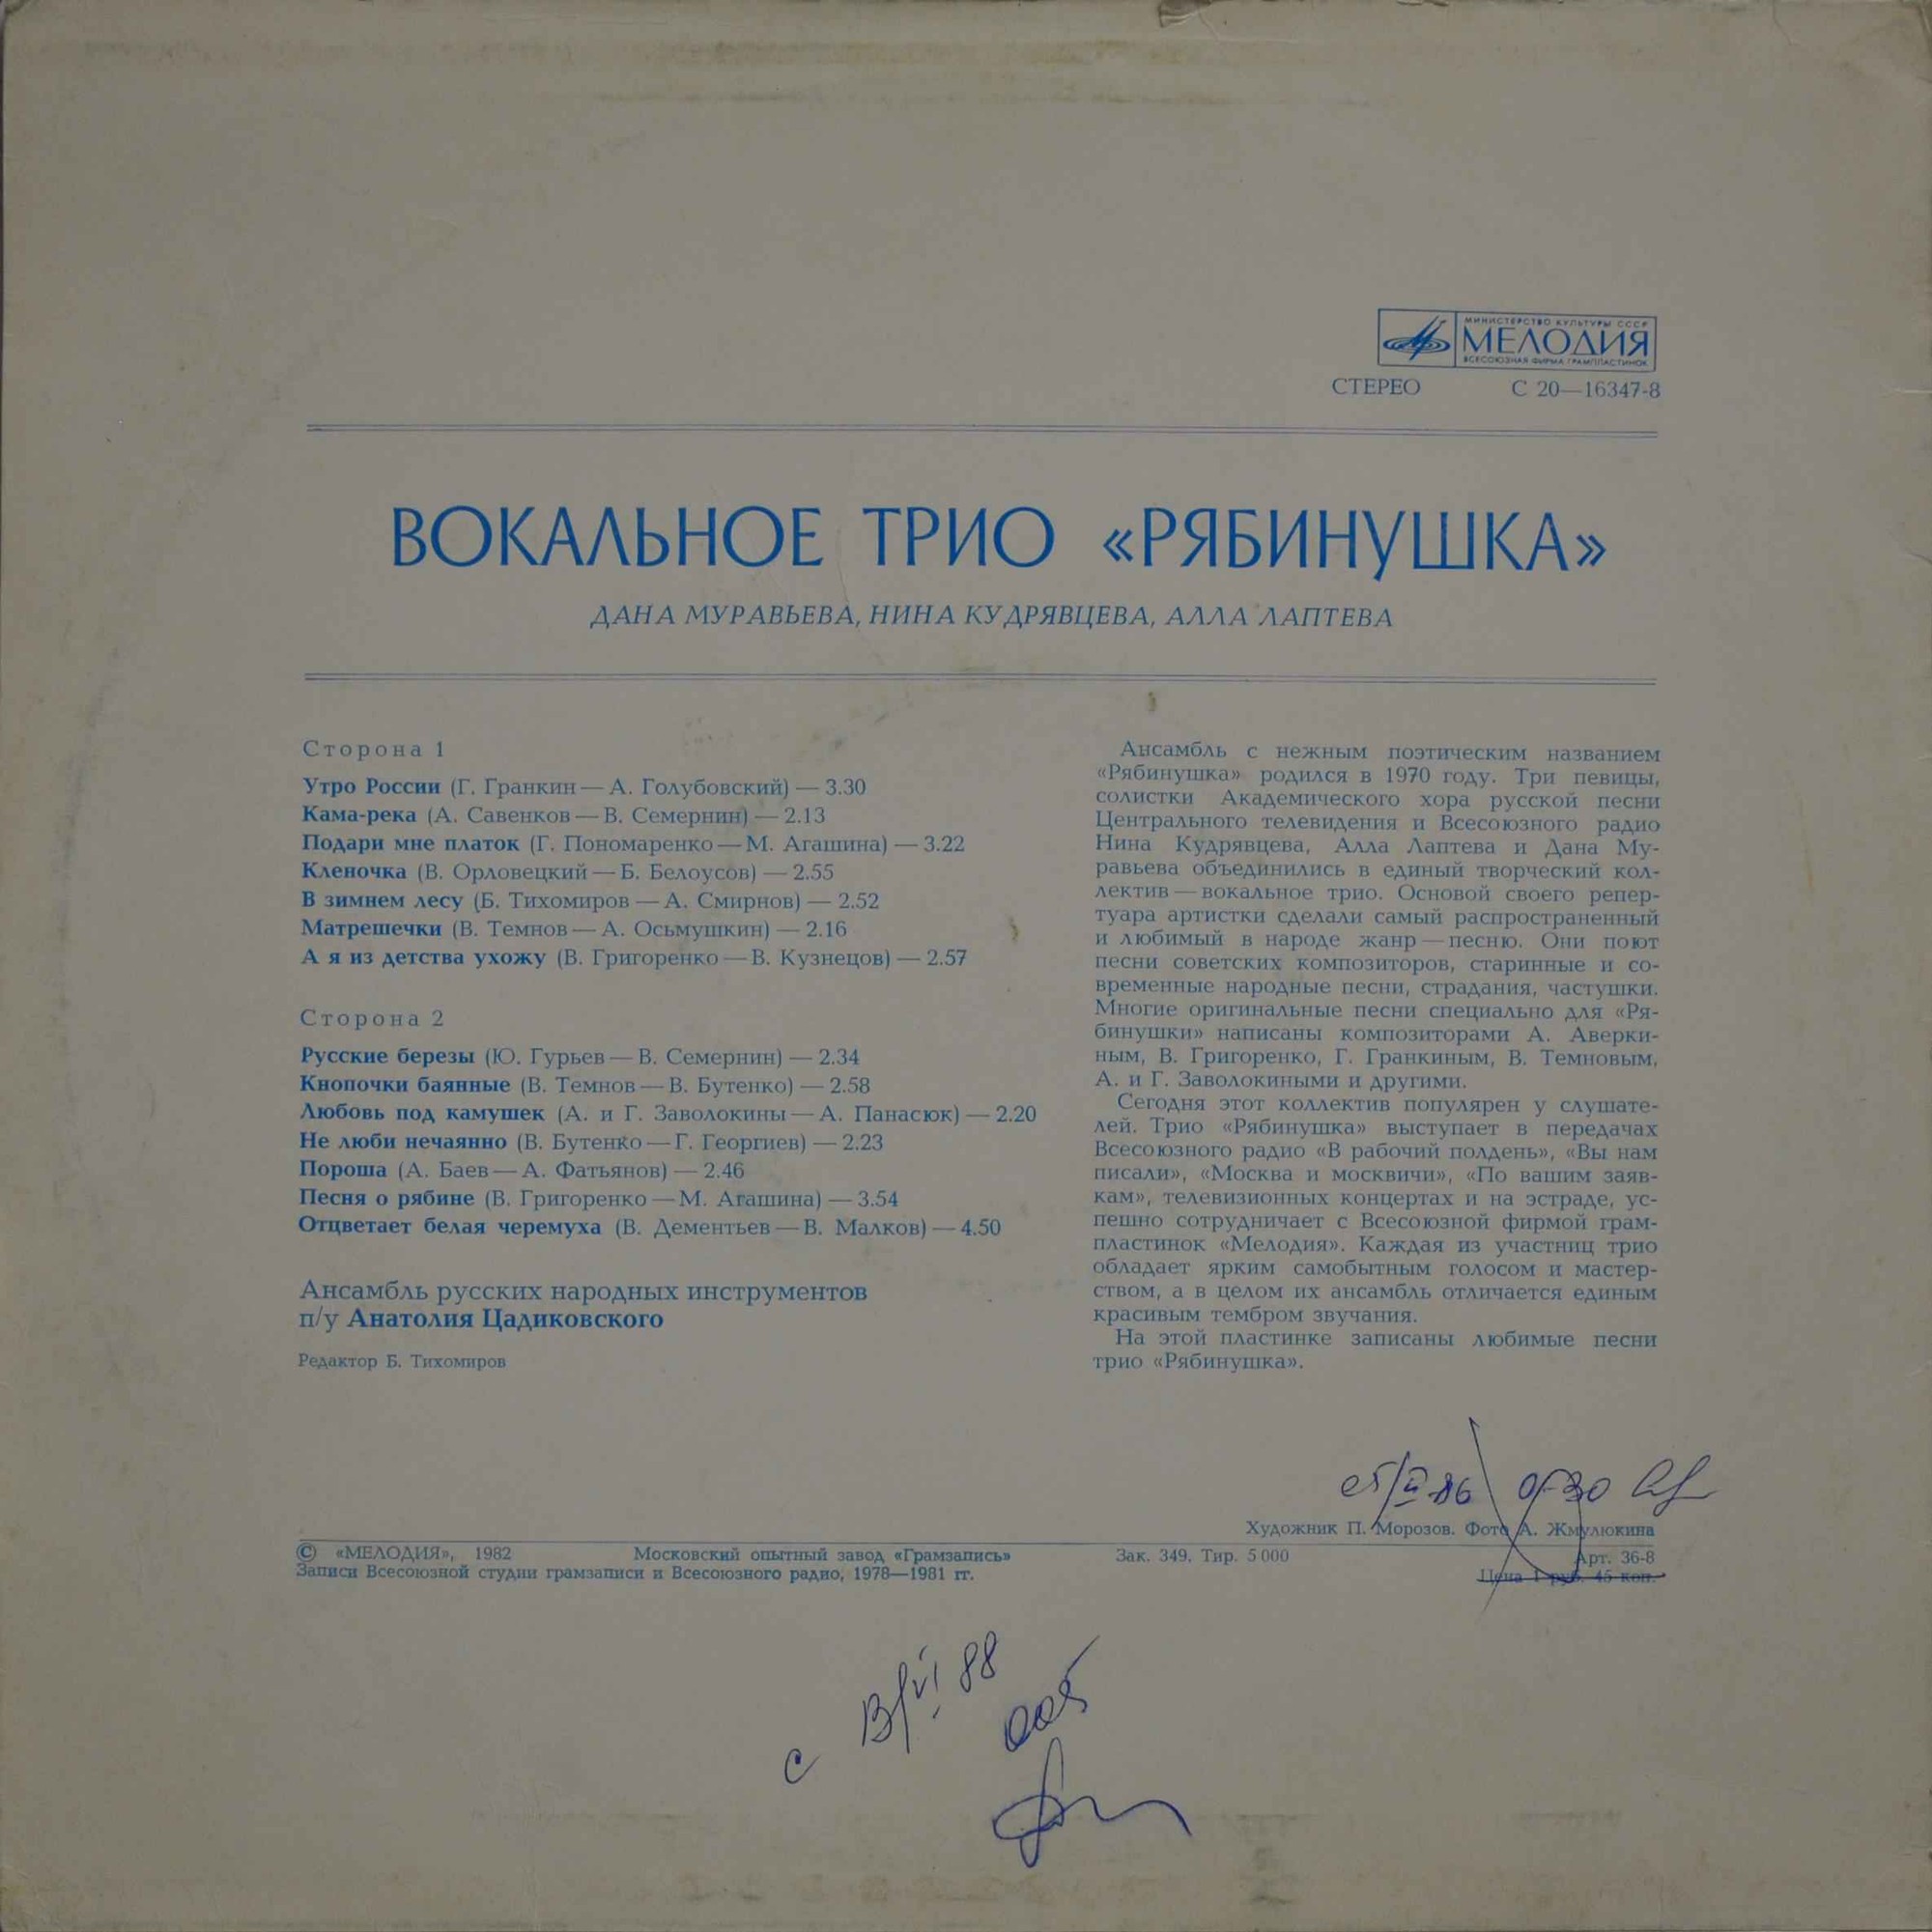 МИНИСТЕРСТВО КУЛЬТУРЫ СССР
МЕЛОДИЯ
ВСЕСОЮЗНАЯ ФИРМА ГРАМПЛАСТИНОК
СТЕРЕО С 20—16347-8
ВОКАЛЬНОЕ ТРИО «РЯБИНУШКА»
ДАНА МУРАВЬЕВА, НИНА КУДРЯВЦЕВА, АЛЛА ЛАПТЕВА
Сторона 1
Утро России (Г. Гранкин — А. Голубовский) — 3.30
Кама-река (А. Савенков — В. Семернин) — 2.13
Подари мне платок (Г. Пономаренко — М. Агашина) — 3.22
Кленочка (В. Орловецкий — Б. Белоусов) — 2.55
В зимнем лесу (Б. Тихомиров — А. Смирнов) — 2.52
Матрешечки (В. Темнов — А. Осьмушкин) — 2.16
А я из детства ухожу (В. Григоренко — В. Кузнецов) — 2.57
Сторона 2
Русские березы (Ю. Гурьев — В. Семернин) — 2.34
Кнопочки баянные (В. Темнов — В. Бутенко) — 2.58
Любовь под камушек (А. и Г. Заволокины — А. Панасюк) — 2.20
Не люби нечаянно (В. Бутенко — Г. Георгиев) — 2.23
Пороша (А. Баев — А. Фатьянов) — 2.46
Песня о рябине (В. Григоренко — М. Агашина) — 3.54
Отцветает белая черемуха (В. Дементьев — В. Малков) — 4.50
Ансамбль русских народных инструментов
п/у Анатолия Цадиковского
Редактор Б. Тихомиров
Ансамбль с нежным поэтическим названием
«Рябинушка» родился в 1970 году. Три певицы,
солистки Академического хора русской песни
Центрального телевидения и Всесоюзного радио
Нина Кудрявцева, Алла Лаптева и Дана Му-
равьева объединились в единый творческий кол-
лектив — вокальное трио. Основой своего репер-
туара артистки сделали самый распространенный
и любимый в народе жанр — песню. Они поют
песни советских композиторов, старинные и со-
временные народные песни, страдания, частушки.
Многие оригинальные песни специально для «Ря-
бинушки» написаны композиторами А. Аверки-
ным, В. Григоренко, Г. Гранкиным, В. Темновым,
А. и Г. Заволокиными и другими.
Сегодня этот коллектив популярен у слушате-
лей. Трио «Рябинушка» выступает в передачах
Всесоюзного радио «В рабочий полдень», «Вы нам
писали», «Москва и москвичи», «По вашим заяв-
кам», телевизионных концертах и на эстраде, ус-
пешно сотрудничает с Всесоюзной фирмой грам-
пластинок «Мелодия». Каждая из участниц трио
обладает ярким самобытным голосом и мастер-
ством, а в целом их ансамбль отличается единым
красивым тембром звучания.
На этой пластинке записаны любимые песни
трио «Рябинушка».
Художник П. Морозов. Фото А. Жмулюкина
© «МЕЛОДИЯ», 1982 Московский опытный завод «Грамзапись» Зак. 349. Тир. 5 000 Арт. 36-8
Записи Всесоюзной студии грамзаписи и Всесоюзного радио, 1978—1981 гг. Цена 1 руб. 45 коп.
88